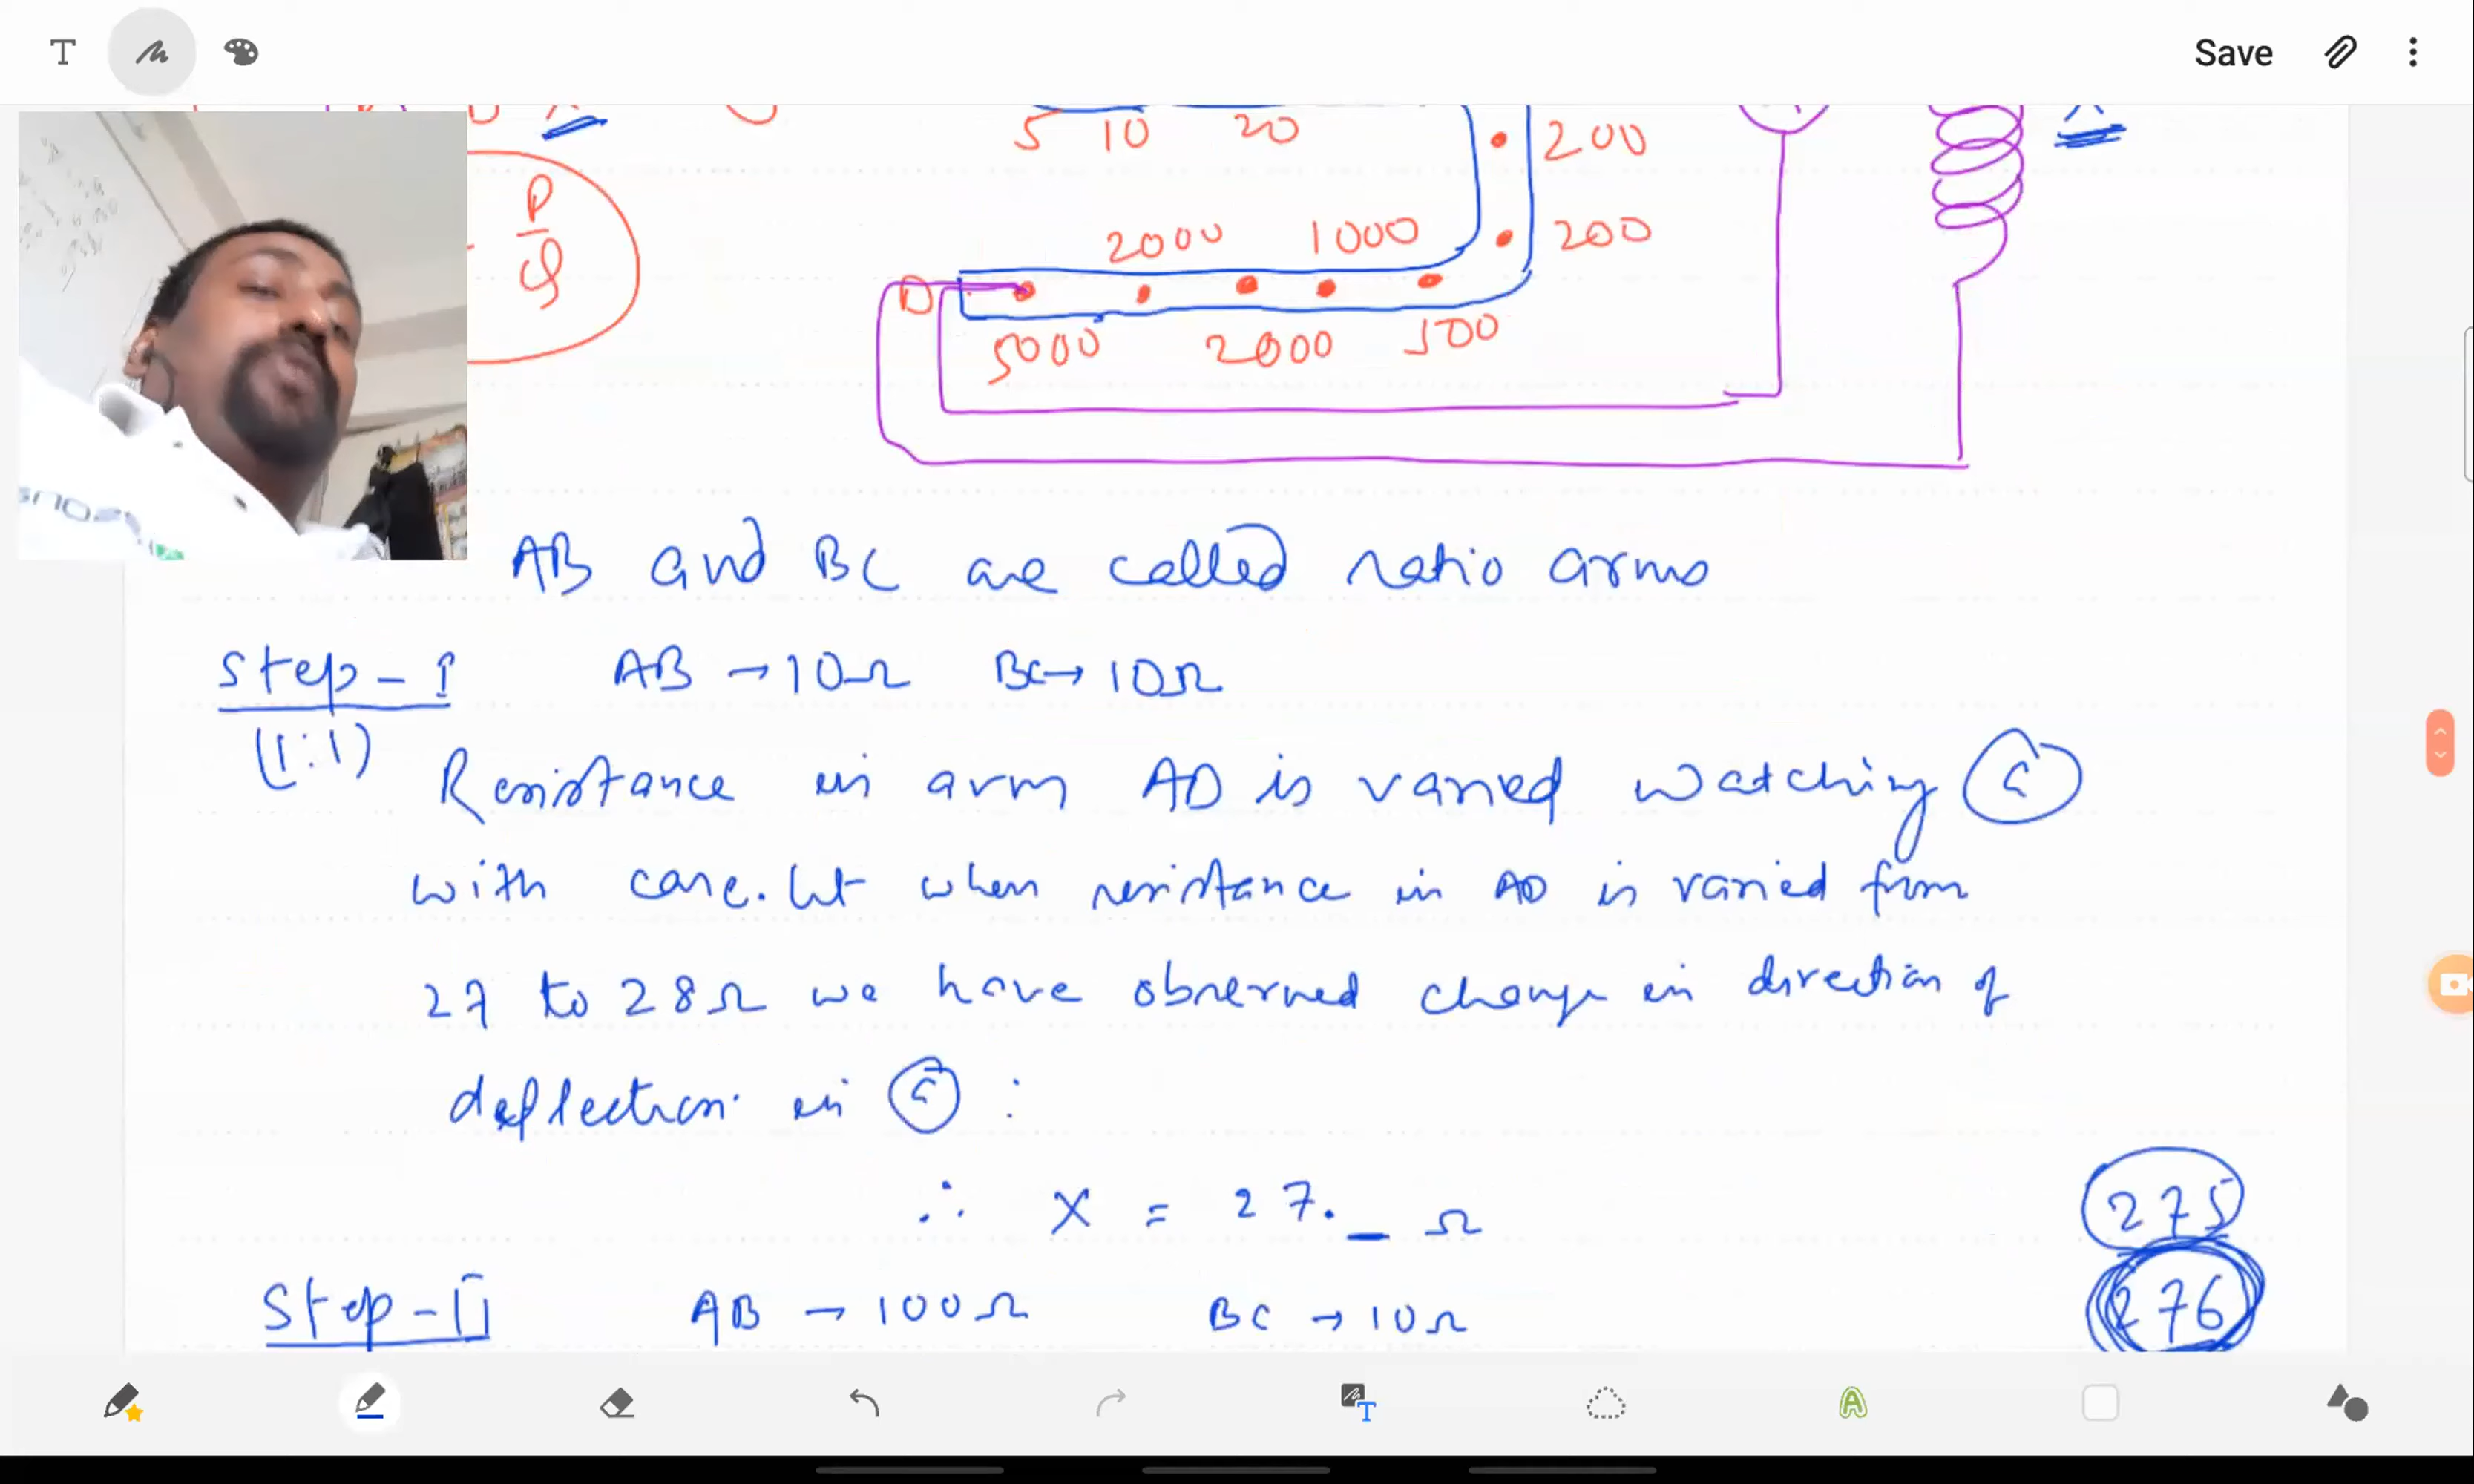 Save
5 10 20
200
P
Q
2000 1000
200
D
5000 2000 500
AB and BC are called ratio arms
Step - I AB → 10Ω BC → 10Ω
(1:1)
Resistance in arm AD is varied watching G
with care. let when resistance in AD is varied from
27 to 28Ω we have observed change in direction of
deflection in G :
∴ X = 27._ Ω
275
276
Step - II AB → 100Ω BC → 10Ω